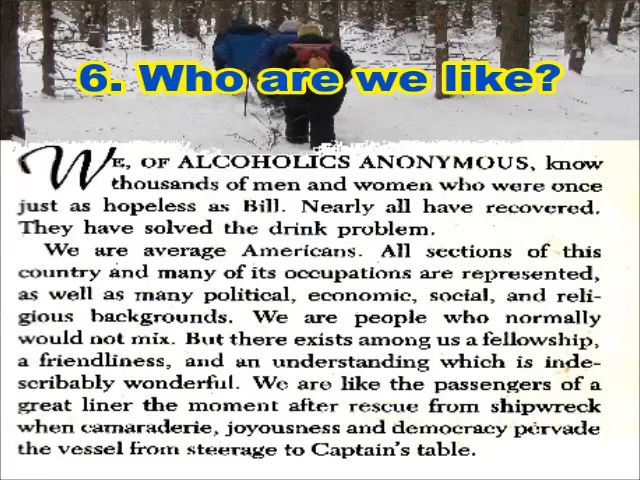 6. Who are we like?
WE, OF ALCOHOLICS ANONYMOUS, know
thousands of men and women who were once
just as hopeless as Bill. Nearly all have recovered.
They have solved the drink problem.
We are average Americans. All sections of this
country and many of its occupations are represented,
as well as many political, economic, social, and reli-
gious backgrounds. We are people who normally
would not mix. But there exists among us a fellowship,
a friendliness, and an understanding which is inde-
scribably wonderful. We are like the passengers of a
great liner the moment after rescue from shipwreck
when camaraderie, joyousness and democracy pervade
the vessel from steerage to Captain's table.